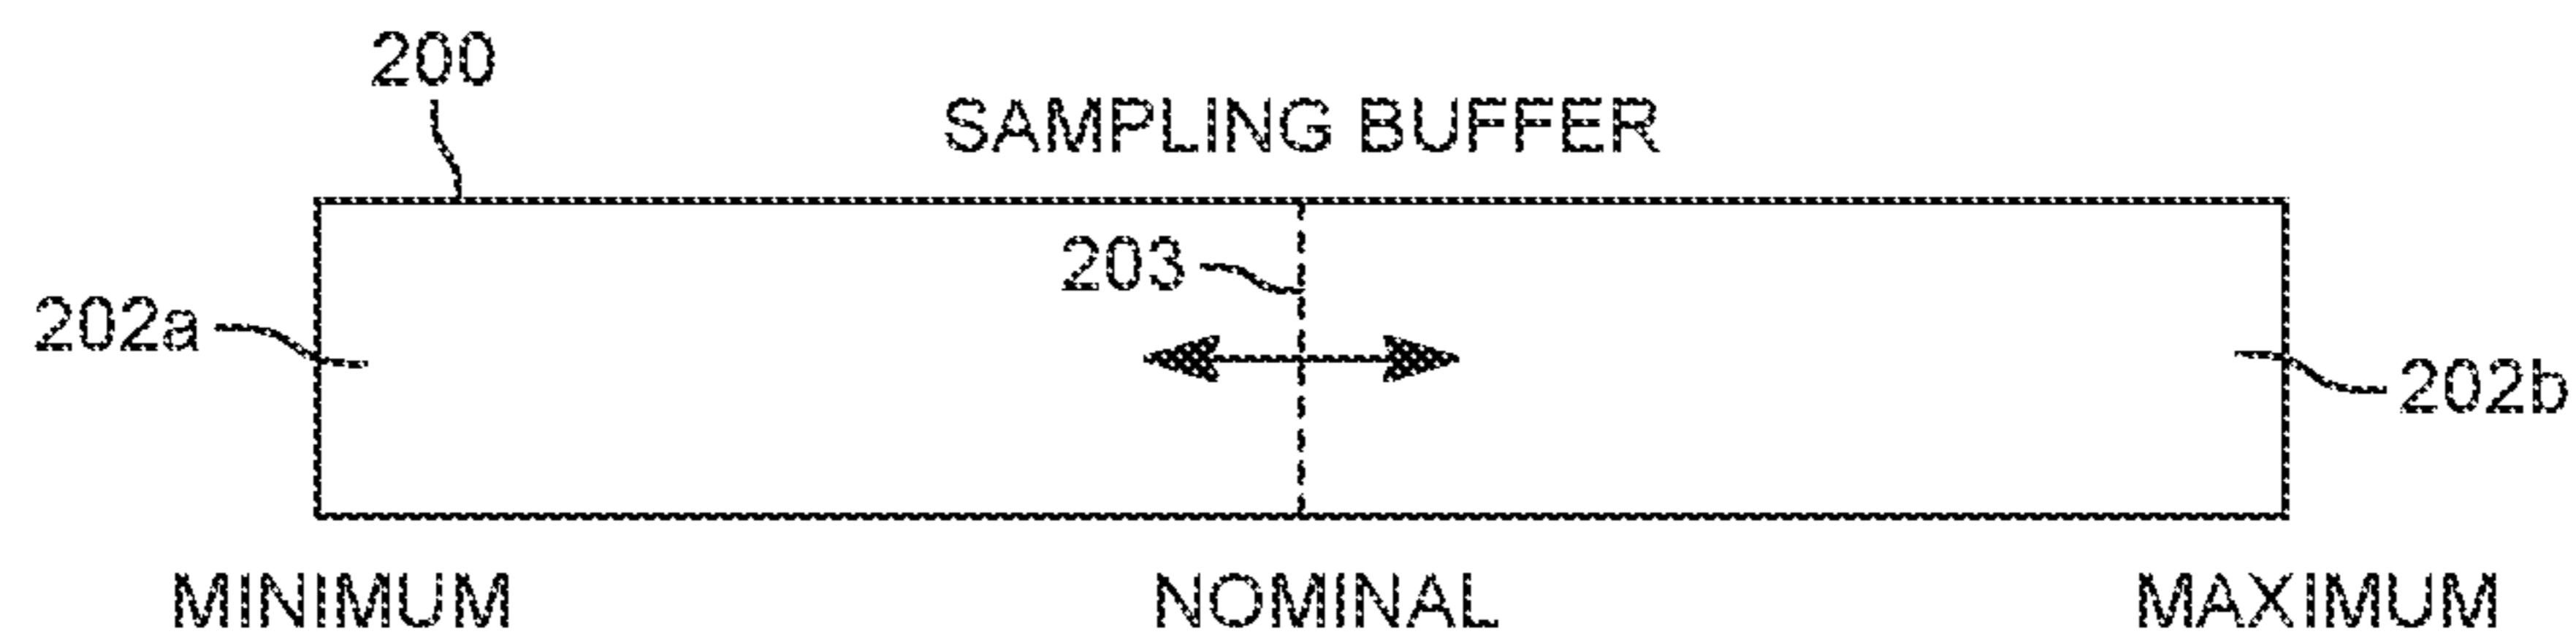 200
SAMPLING BUFFER
203
202a
202b
MINIMUM
NOMINAL
MAXIMUM